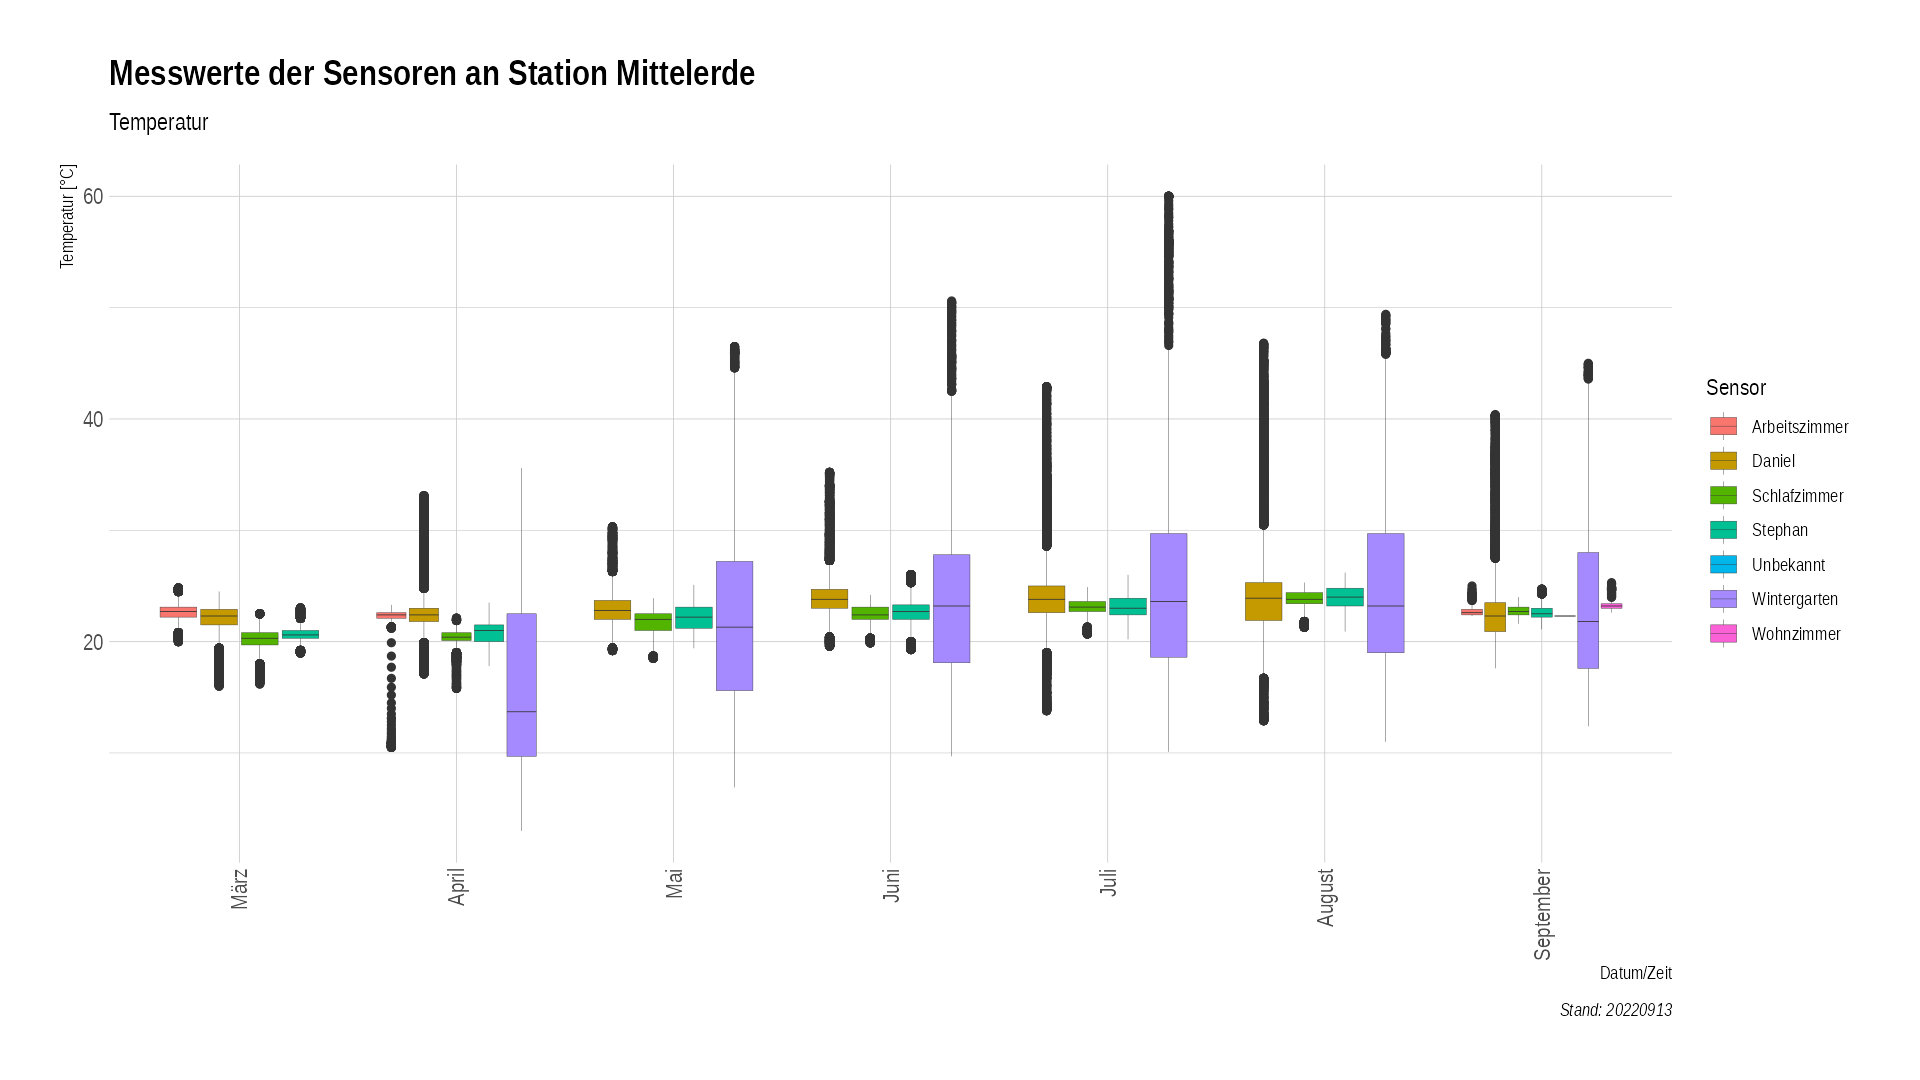 Messwerte der Sensoren an Station Mittelerde
Temperatur
Temperatur [°C]
60
40
20
März
April
Mai
Juni
Juli
August
September
Datum/Zeit
Stand: 20220913
Sensor
Arbeitszimmer
Daniel
Schlafzimmer
Stephan
Unbekannt
Wintergarten
Wohnzimmer